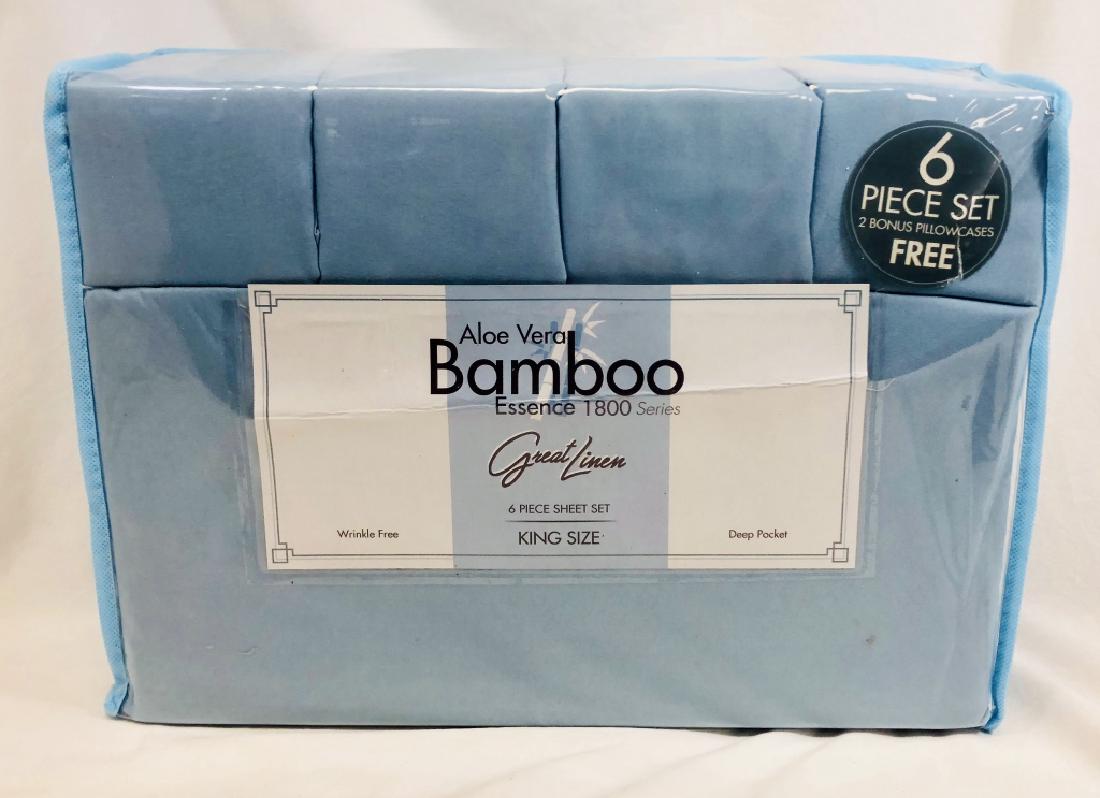 6
PIECE SET
2 BONUS PILLOWCASES
FREE
Aloe Vera
Bamboo
Essence 1800 Series
Great Linen
6 PIECE SHEET SET
KING SIZE
Wrinkle Free
Deep Pocket